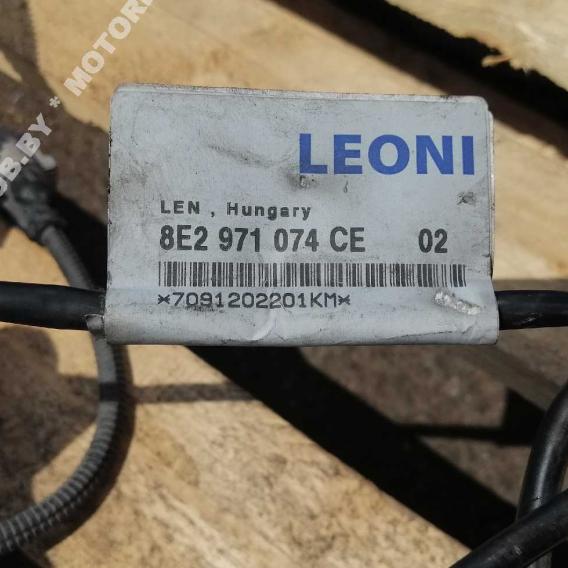 LEONI
LEN , Hungary
8E2 971 074 CE 02
*7091202201KM*